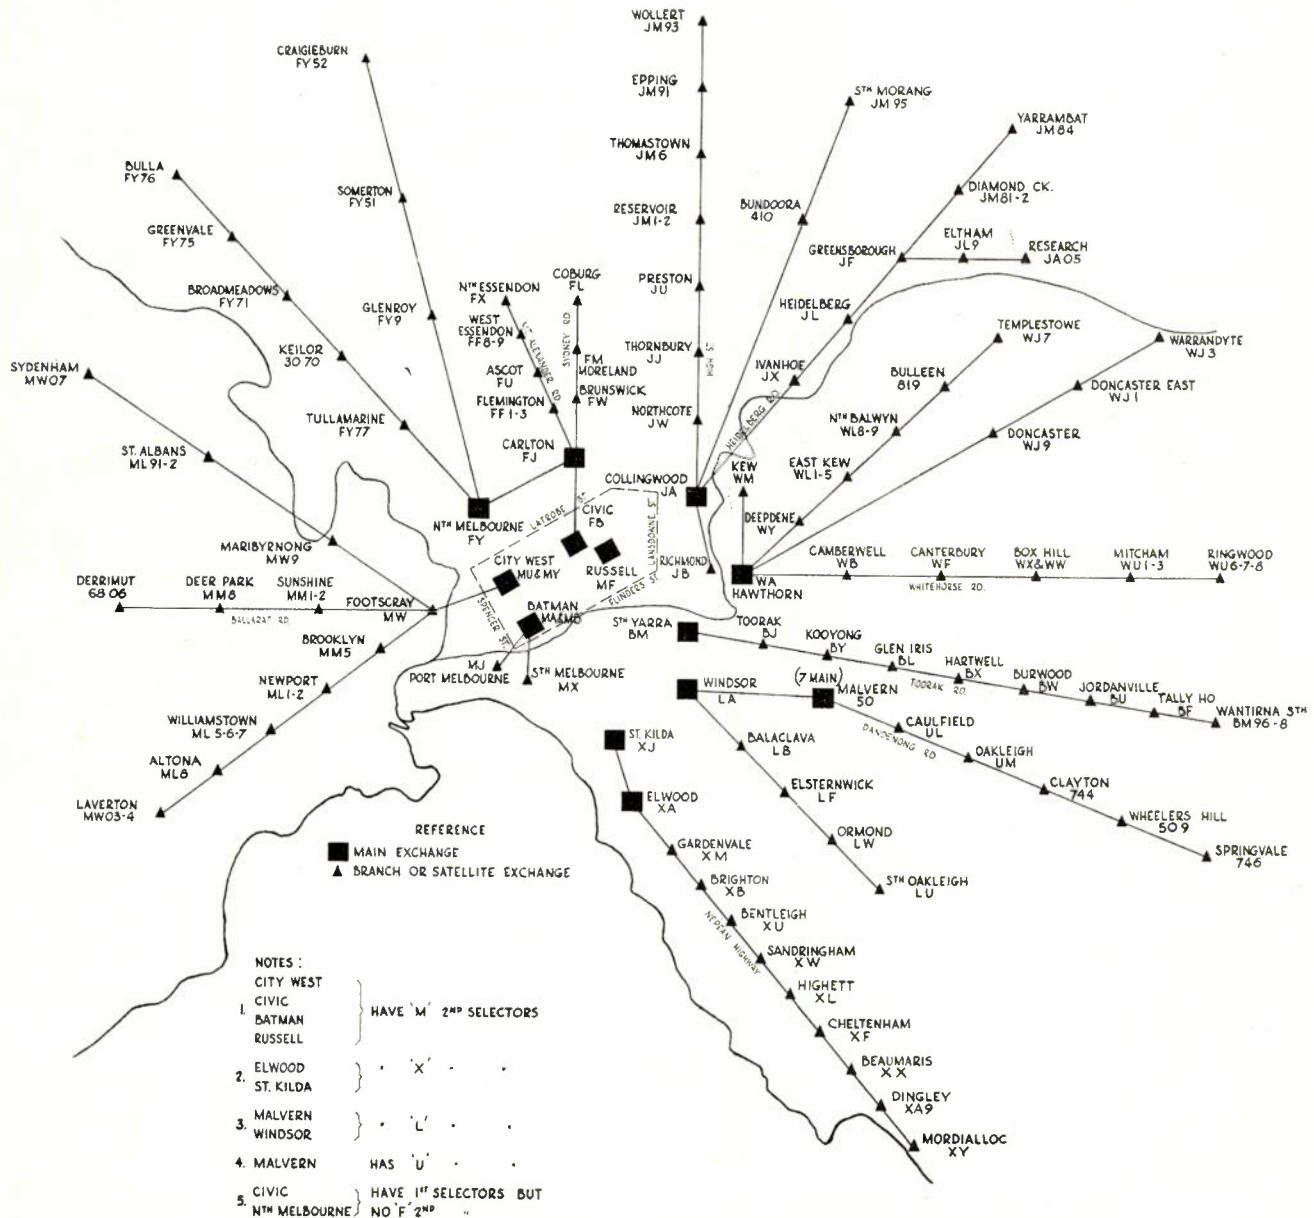 WOLLERT
JM93
CRAIGIEBURN
FY52
EPPING
JM91
STH MORANG
JM95
YARRAMBAT
JM84
THOMASTOWN
JM6
BULLA
FY76
DIAMOND CK.
JM81-2
SOMERTON
FY51
RESERVOIR
JM1-2
BUNDOORA
410
GREENVALE
FY75
ELTHAM
JL9
RESEARCH
JA05
GREENSBOROUGH
JF
BROADMEADOWS
FY71
NTH ESSENDON
FX
COBURG
FL
PRESTON
JU
GLENROY
FY9
WEST
ESSENDON
FF8-9
MT ALEXANDER RD
SYDNEY RD.
HEIDELBERG
JL
TEMPLESTOWE
WJ7
WARRANDYTE
WJ3
KEILOR
3070
FM
MORELAND
THORNBURY
JJ
HIGH ST.
SYDENHAM
MW07
ASCOT
FU
IVANHOE
JX
BULLEEN
819
DONCASTER EAST
WJ1
BRUNSWICK
FW
FLEMINGTON
FF1-3
TULLAMARINE
FY77
NORTHCOTE
JW
HEIDELBERG RD
NTH BALWYN
WL8-9
DONCASTER
WJ9
ST. ALBANS
ML91-2
CARLTON
FJ
COLLINGWOOD
JA
KEW
WM
EAST KEW
WL1-5
NTH MELBOURNE
FY
LATROBE ST.
CIVIC
FB
LANSDOWNE ST.
DEEPDENE
WY
MARIBYRNONG
MW9
CITY WEST
MU&MY
RUSSELL
MF
RICHMOND
JB
WA
HAWTHORN
CAMBERWELL
WB
CANTERBURY
WF
BOX HILL
WX&WW
MITCHAM
WU1-3
RINGWOOD
WU6-7-8
WHITEHORSE RD.
DERRIMUT
6806
DEER PARK
MM8
SUNSHINE
MM1-2
BALLARAT RD.
FOOTSCRAY
MW
SPENCER ST.
BATMAN
MA&MB
FLINDERS ST.
STH YARRA
BM
TOORAK
BJ
KOOYONG
BY
GLEN IRIS
BL
HARTWELL
BX
BURWOOD
BW
JORDANVILLE
BU
TALLY HO
BF
WANTIRNA STH
BM96-8
TOORAK RD.
BROOKLYN
MM5
MJ
PORT MELBOURNE
STH MELBOURNE
MX
NEWPORT
ML1-2
WINDSOR
LA
(7 MAIN)
MALVERN
50
WILLIAMSTOWN
ML5-6-7
ST. KILDA
XJ
BALACLAVA
LB
CAULFIELD
UL
DANDENONG RD
OAKLEIGH
UM
ALTONA
ML8
ELSTERNWICK
LF
CLAYTON
744
LAVERTON
MW03-4
ELWOOD
XA
WHEELERS HILL
509
ORMOND
LW
SPRINGVALE
746
REFERENCE
MAIN EXCHANGE
BRANCH OR SATELLITE EXCHANGE
GARDENVALE
XM
STH OAKLEIGH
LU
BRIGHTON
XB
BENTLEIGH
XU
NEPEAN HIGHWAY
SANDRINGHAM
XW
HIGHETT
XL
CHELTENHAM
XF
BEAUMARIS
XX
DINGLEY
XA9
MORDIALLOC
XY
NOTES:
1. CITY WEST
CIVIC
BATMAN
RUSSELL
HAVE 'M' 2ND SELECTORS
2. ELWOOD
ST. KILDA
" 'X' " "
3. MALVERN
WINDSOR
" 'L' " "
4. MALVERN HAS 'U' " "
5. CIVIC
NTH MELBOURNE
HAVE 1ST SELECTORS BUT
NO 'F' 2ND "